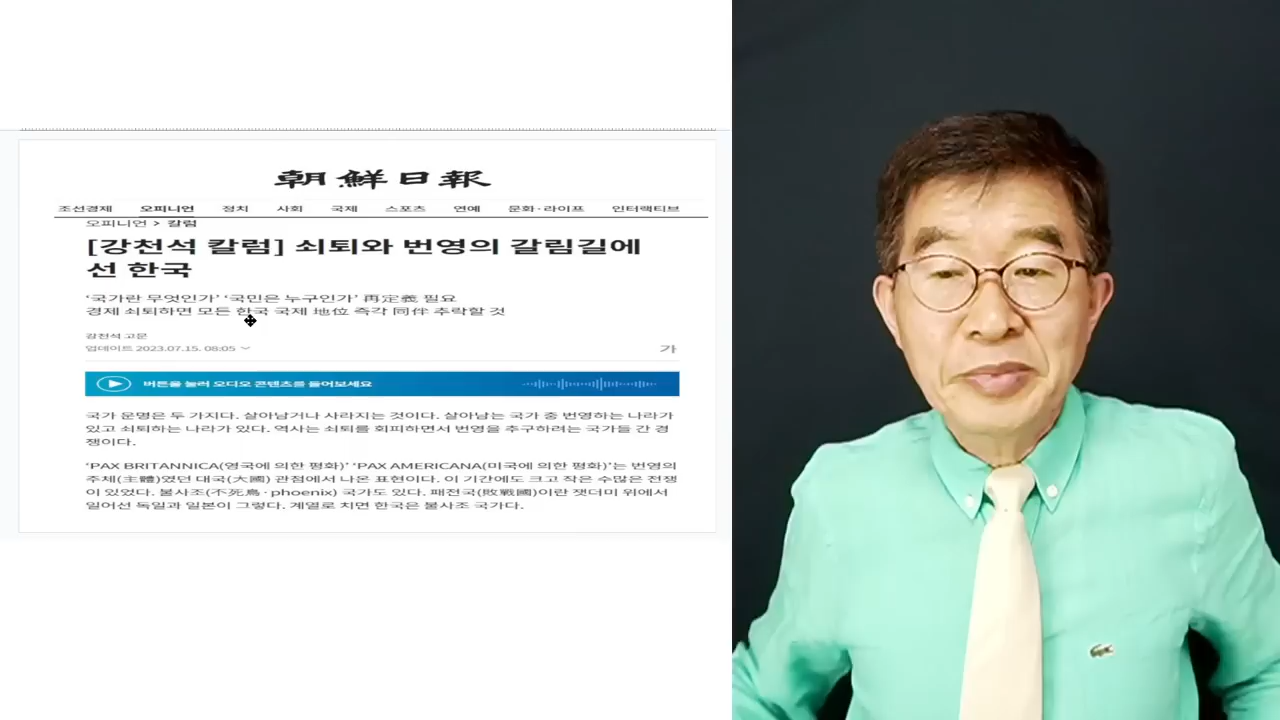 朝鮮日報
조선경제 오피니언 정치 사회 국제 스포츠 연예 문화·라이프 인터랙티브
오피니언 > 칼럼
[강천석 칼럼] 쇠퇴와 번영의 갈림길에
선 한국
‘국가란 무엇인가’ ‘국민은 누구인가’ 再定義 필요
경제 쇠퇴하면 모든 한국 국제 地位 즉각 同伴 추락할 것
강천석 고문
업데이트 2023.07.15. 08:05
가
버튼을 눌러 오디오 콘텐츠를 들어보세요
국가 운명은 두 가지다. 살아남거나 사라지는 것이다. 살아남는 국가 중 번영하는 나라가
있고 쇠퇴하는 나라가 있다. 역사는 쇠퇴를 회피하면서 번영을 추구하려는 국가들 간 경
쟁이다.
‘PAX BRITANNICA(영국에 의한 평화)’ ‘PAX AMERICANA(미국에 의한 평화)’는 번영의
주체(主體)였던 대국(大國) 관점에서 나온 표현이다. 이 기간에도 크고 작은 수많은 전쟁
이 있었다. 불사조(不死鳥·phoenix) 국가도 있다. 패전국(敗戰國)이란 잿더미 위에서
일어선 독일과 일본이 그렇다. 계열로 치면 한국은 불사조 국가다.